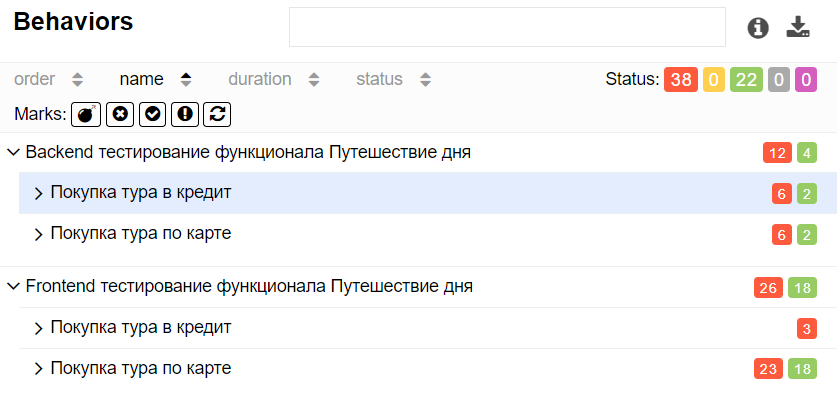 Behaviors
order name duration status Status: 38 0 22 0 0
Marks:
Backend тестирование функционала Путешествие дня 12 4
Покупка тура в кредит 6 2
Покупка тура по карте 6 2
Frontend тестирование функционала Путешествие дня 26 18
Покупка тура в кредит 3
Покупка тура по карте 23 18